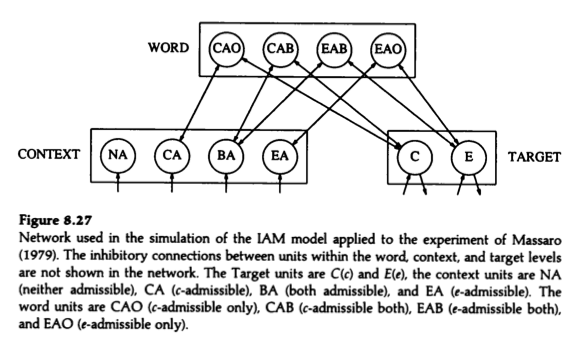 WORD CAO CAB EAB EAO
CONTEXT NA CA BA EA C E TARGET
Figure 8.27
Network used in the simulation of the IAM model applied to the experiment of Massaro
(1979). The inhibitory connections between units within the word, context, and target levels
are not shown in the network. The Target units are C(c) and E(e), the context units are NA
(neither admissible), CA (c-admissible), BA (both admissible), and EA (e-admissible). The
word units are CAO (c-admissible only), CAB (c-admissible both), EAB (e-admissible both),
and EAO (e-admissible only).